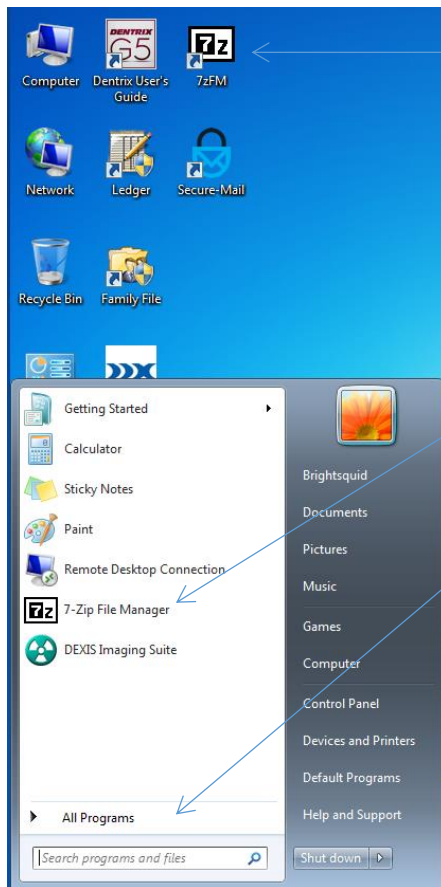 DENTRIX
G5
7z
Computer
Dentrix User's
Guide
7zFM
Network
Ledger
Secure-Mail
Recycle Bin
Family File
Getting Started
Calculator
Sticky Notes
Paint
Remote Desktop Connection
7z
7-Zip File Manager
DEXIS Imaging Suite
All Programs
Search programs and files
Brightsquid
Documents
Pictures
Music
Games
Computer
Control Panel
Devices and Printers
Default Programs
Help and Support
Shut down